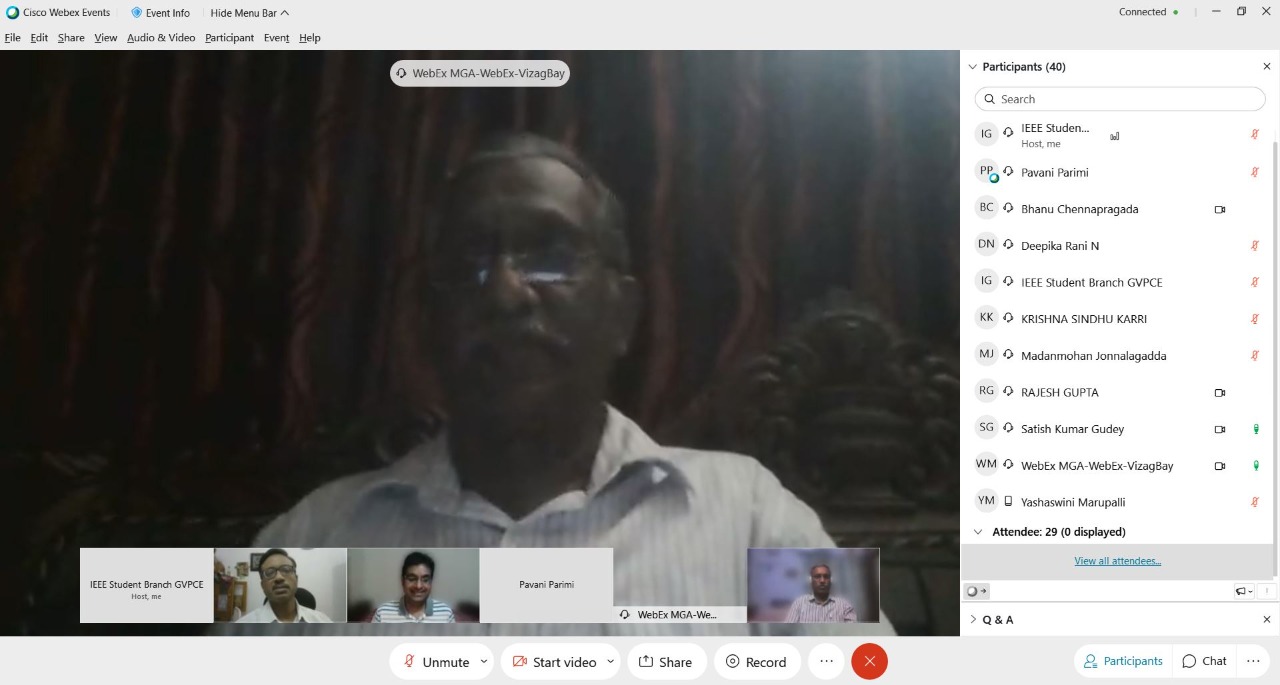 Cisco Webex Events
Event Info
Hide Menu Bar
Connected
File Edit Share View Audio & Video Participant Event Help
WebEx MGA-WebEx-VizagBay
Participants (40)
Search
IG
IEEE Studen...
Host, me
PP
Pavani Parimi
BC
Bhanu Chennapragada
DN
Deepika Rani N
IG
IEEE Student Branch GVPCE
KK
KRISHNA SINDHU KARRI
MJ
Madanmohan Jonnalagadda
RG
RAJESH GUPTA
SG
Satish Kumar Gudey
WM
WebEx MGA-WebEx-VizagBay
YM
Yashaswini Marupalli
Attendee: 29 (0 displayed)
View all attendees...
IEEE Student Branch GVPCE
Host, me
Pavani Parimi
WebEx MGA-We...
Q & A
Unmute
Start video
Share
Record
Participants
Chat